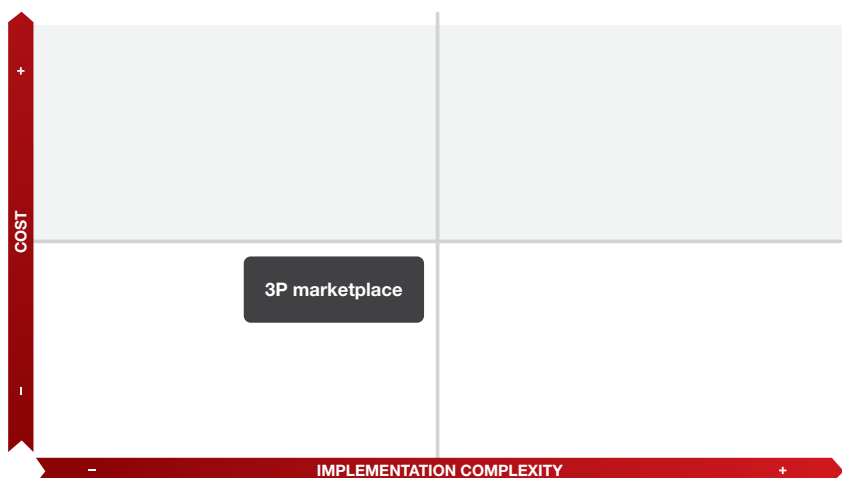 +
COST
3P marketplace
–
– IMPLEMENTATION COMPLEXITY +